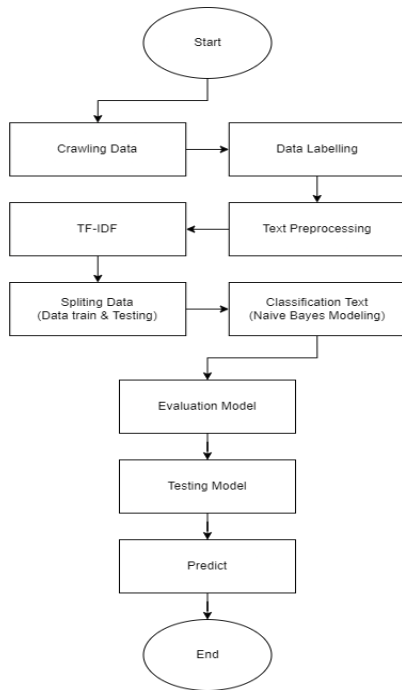 Start
Crawling Data
Data Labelling
Text Preprocessing
TF-IDF
Spliting Data
(Data train & Testing)
Classification Text
(Naive Bayes Modeling)
Evaluation Model
Testing Model
Predict
End